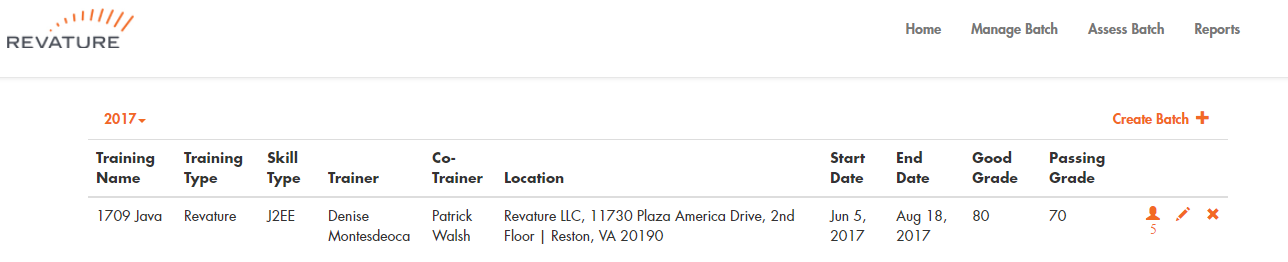 REVATURE
Home Manage Batch Assess Batch Reports
2017
Create Batch
Training Name Training Type Skill Type Trainer Co-Trainer Location Start Date End Date Good Grade Passing Grade
1709 Java Revature J2EE Denise Montesdeoca Patrick Walsh Revature LLC, 11730 Plaza America Drive, 2nd Floor | Reston, VA 20190 Jun 5, 2017 Aug 18, 2017 80 70
5